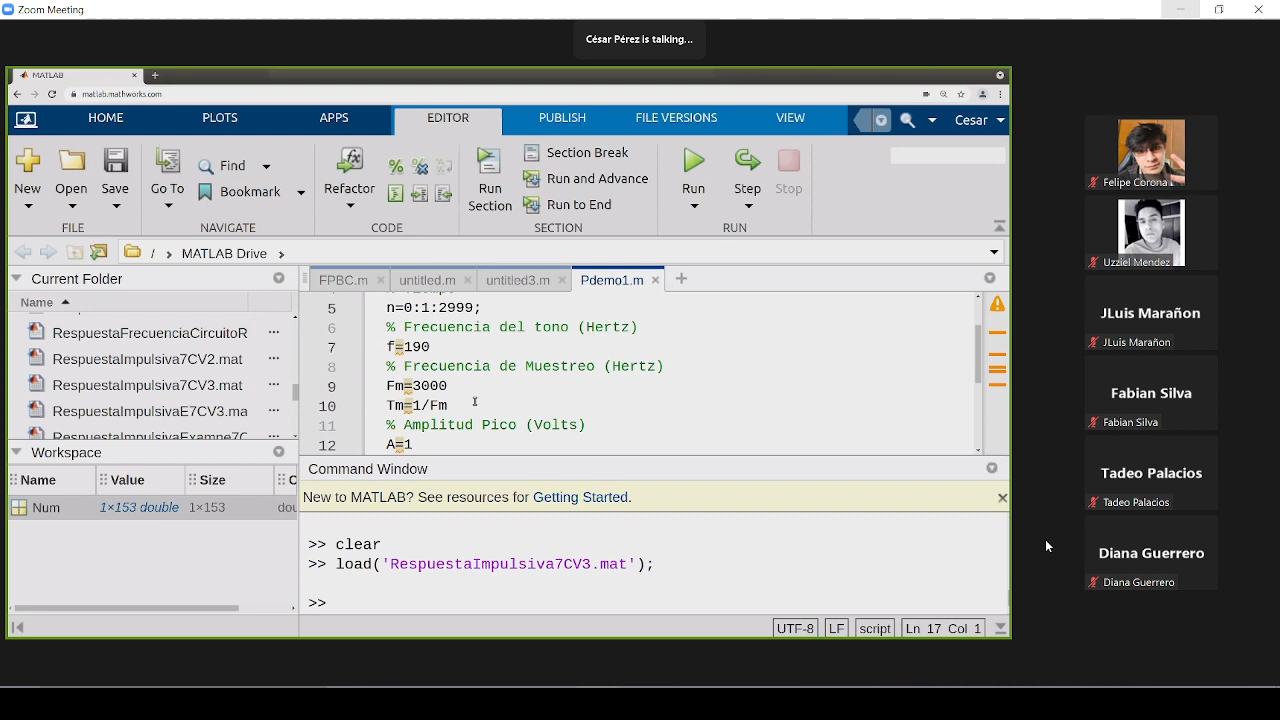 Zoom Meeting
César Pérez is talking...
MATLAB
matlab.mathworks.com
HOME PLOTS APPS EDITOR PUBLISH FILE VERSIONS VIEW Cesar
New Open Save Go To Find Bookmark Refactor Run Section Section Break Run and Advance Run to End Run Step Stop
FILE NAVIGATE CODE SECTION RUN
/ MATLAB Drive
Current Folder
Name
RespuestaFrecuenciaCircuitoR
RespuestaImpulsiva7CV2.mat
RespuestaImpulsiva7CV3.mat
RespuestaImpulsivaE7CV3.ma
RespuestaImpulsivaExampe7C
Workspace
Name Value Size C
Num 1×153 double 1×153 dou
FPBC.m untitled.m untitled3.m Pdemo1.m
5 n=0:1:2999;
6 % Frecuencia del tono (Hertz)
7 f=190
8 % Frecuencia de Muestreo (Hertz)
9 Fm=3000
10 Tm=1/Fm
11 % Amplitud Pico (Volts)
12 A=1
Command Window
New to MATLAB? See resources for Getting Started.
>> clear
>> load('RespuestaImpulsiva7CV3.mat');
>>
UTF-8 LF script Ln 17 Col 1
Felipe Corona
Uzziel Mendez
JLuis Marañon
JLuis Marañon
Fabian Silva
Fabian Silva
Tadeo Palacios
Tadeo Palacios
Diana Guerrero
Diana Guerrero